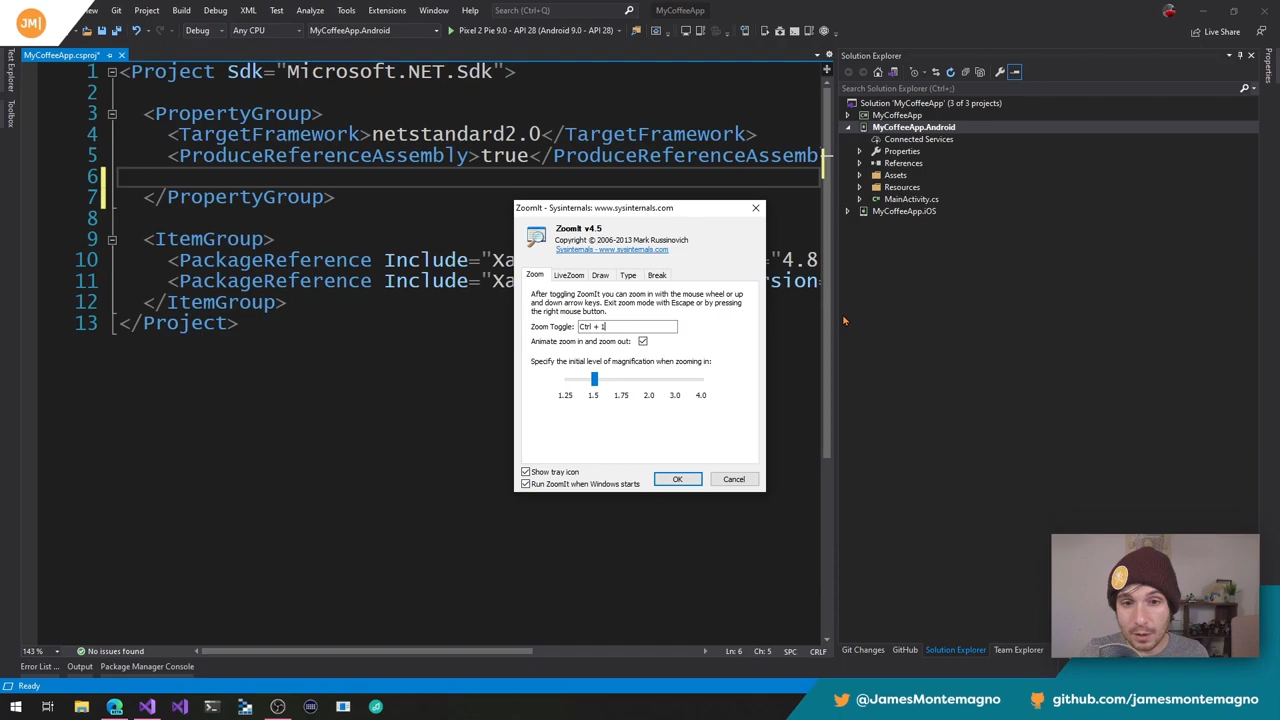 JM|
View Git Project Build Debug XML Test Analyze Tools Extensions Window Help Search (Ctrl+Q) MyCoffeeApp
Debug Any CPU MyCoffeeApp.Android Pixel 2 Pie 9.0 - API 28 (Android 9.0 - API 28) Live Share
MyCoffeeApp.csproj*
Test Explorer
Toolbox
Properties
1 <Project Sdk="Microsoft.NET.Sdk">
2
3 <PropertyGroup>
4 <TargetFramework>netstandard2.0</TargetFramework>
5 <ProduceReferenceAssembly>true</ProduceReferenceAssemb
6
7 </PropertyGroup>
8
9 <ItemGroup>
10 <PackageReference Include="Xa "4.8
11 <PackageReference Include="Xa ersion=
12 </ItemGroup>
13 </Project>
ZoomIt - Sysinternals: www.sysinternals.com
ZoomIt v4.5
Copyright © 2006-2013 Mark Russinovich
Sysinternals - www.sysinternals.com
Zoom LiveZoom Draw Type Break
After toggling ZoomIt you can zoom in with the mouse wheel or up
and down arrow keys. Exit zoom mode with Escape or by pressing
the right mouse button.
Zoom Toggle: Ctrl + 1
Animate zoom in and zoom out:
Specify the initial level of magnification when zooming in:
1.25 1.5 1.75 2.0 3.0 4.0
Show tray icon
Run ZoomIt when Windows starts
OK Cancel
Solution Explorer
Search Solution Explorer (Ctrl+;)
Solution 'MyCoffeeApp' (3 of 3 projects)
MyCoffeeApp
MyCoffeeApp.Android
Connected Services
Properties
References
Assets
Resources
MainActivity.cs
MyCoffeeApp.iOS
143 % No issues found Ln: 6 Ch: 5 SPC CRLF
Git Changes GitHub Solution Explorer Team Explorer
Error List ... Output Package Manager Console
Ready
@JamesMontemagno github.com/jamesmontemagno